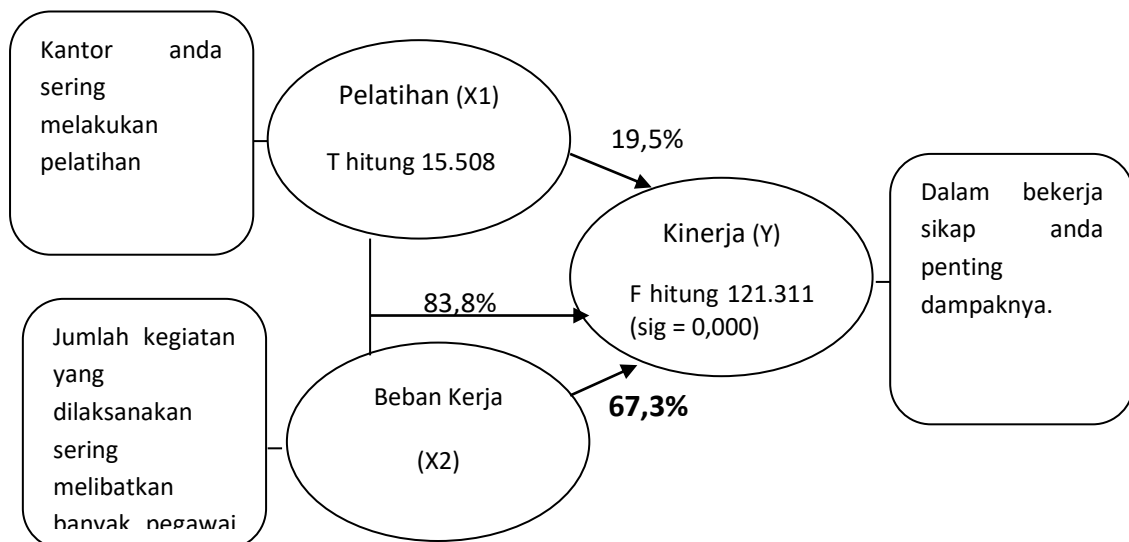 Kantor anda
sering
melakukan
pelatihan
Pelatihan (X1)
T hitung 15.508
19,5%
Kinerja (Y)
F hitung 121.311
(sig = 0,000)
Dalam bekerja
sikap anda
penting
dampaknya.
83,8%
Jumlah kegiatan
yang
dilaksanakan
sering
melibatkan
banyak pegawai
Beban Kerja
(X2)
67,3%